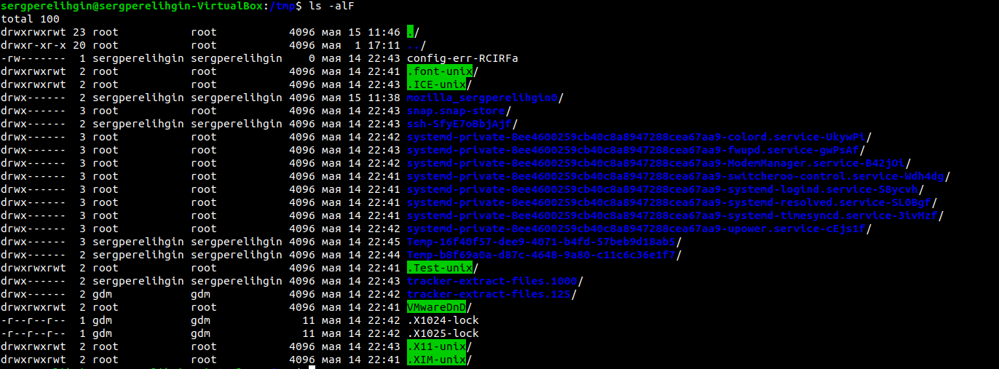 sergperelihgin@sergperelihgin-VirtualBox:/tmp$ ls -alF
total 100
drwxrwxrwt 23 root root 4096 мая 15 11:46 ./
drwxr-xr-x 20 root root 4096 мая 1 17:11 ../
-rw------- 1 sergperelihgin sergperelihgin 0 мая 14 22:43 config-err-RCIRFa
drwxrwxrwt 2 root root 4096 мая 14 22:41 .font-unix/
drwxrwxrwt 2 root root 4096 мая 14 22:43 .ICE-unix/
drwx------ 2 sergperelihgin sergperelihgin 4096 мая 15 11:38 mozilla_sergperelihgin0/
drwx------ 3 root root 4096 мая 14 22:43 snap.snap-store/
drwx------ 2 sergperelihgin sergperelihgin 4096 мая 14 22:43 ssh-SfyE7oBbjAjf/
drwx------ 3 root root 4096 мая 14 22:42 systemd-private-8ee4600259cb40c8a8947288cea67aa9-colord.service-UkywPi/
drwx------ 3 root root 4096 мая 14 22:43 systemd-private-8ee4600259cb40c8a8947288cea67aa9-fwupd.service-gwPsAf/
drwx------ 3 root root 4096 мая 14 22:42 systemd-private-8ee4600259cb40c8a8947288cea67aa9-ModemManager.service-B42jOi/
drwx------ 3 root root 4096 мая 14 22:41 systemd-private-8ee4600259cb40c8a8947288cea67aa9-switcheroo-control.service-Wdh4dg/
drwx------ 3 root root 4096 мая 14 22:41 systemd-private-8ee4600259cb40c8a8947288cea67aa9-systemd-logind.service-S8ycvh/
drwx------ 3 root root 4096 мая 14 22:41 systemd-private-8ee4600259cb40c8a8947288cea67aa9-systemd-resolved.service-SL0Bgf/
drwx------ 3 root root 4096 мая 14 22:41 systemd-private-8ee4600259cb40c8a8947288cea67aa9-systemd-timesyncd.service-3ivMzf/
drwx------ 3 root root 4096 мая 14 22:42 systemd-private-8ee4600259cb40c8a8947288cea67aa9-upower.service-cEjs1f/
drwx------ 3 sergperelihgin sergperelihgin 4096 мая 14 22:45 Temp-16f40f57-dee9-4071-b4fd-57beb9d18ab5/
drwx------ 2 sergperelihgin sergperelihgin 4096 мая 14 22:44 Temp-b8f69a0a-d87c-4648-9a80-c11c6c36e1f7/
drwxrwxrwt 2 root root 4096 мая 14 22:41 .Test-unix/
drwx------ 2 sergperelihgin sergperelihgin 4096 мая 14 22:43 tracker-extract-files.1000/
drwx------ 2 gdm gdm 4096 мая 14 22:42 tracker-extract-files.125/
drwxrwxrwt 2 root root 4096 мая 14 22:41 VMwareDnD/
-r--r--r-- 1 gdm gdm 11 мая 14 22:42 .X1024-lock
-r--r--r-- 1 gdm gdm 11 мая 14 22:42 .X1025-lock
drwxrwxrwt 2 root root 4096 мая 14 22:43 .X11-unix/
drwxrwxrwt 2 root root 4096 мая 14 22:41 .XIM-unix/